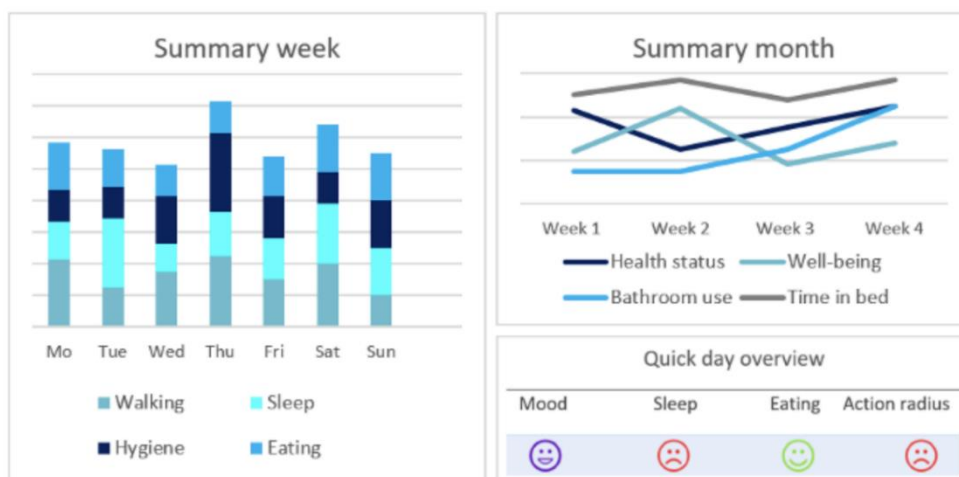 Summary week
Mo Tue Wed Thu Fri Sat Sun
Walking Sleep
Hygiene Eating
Summary month
Week 1 Week 2 Week 3 Week 4
Health status Well-being
Bathroom use Time in bed
Quick day overview
Mood Sleep Eating Action radius